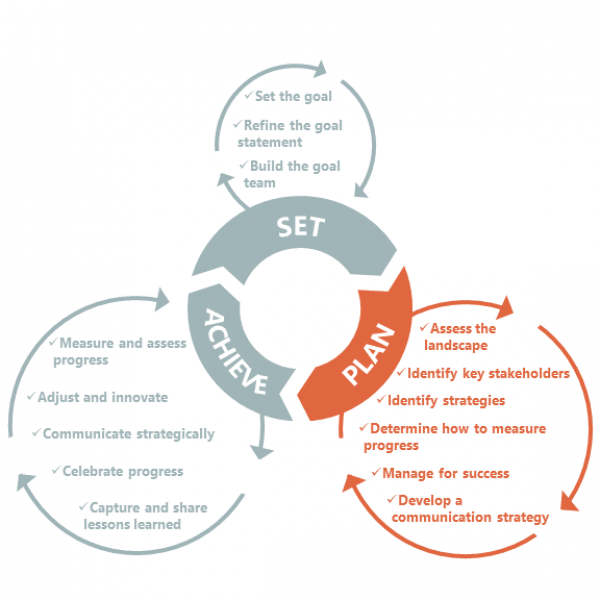 ✓Set the goal
✓Refine the goal
statement
✓Build the goal
team
SET
PLAN
✓Assess the
landscape
✓Identify key stakeholders
✓Identify strategies
✓Determine how to measure
progress
✓Manage for success
✓Develop a
communication strategy
ACHIEVE
✓Measure and assess
progress
✓Adjust and innovate
✓Communicate strategically
✓Celebrate progress
✓Capture and share
lessons learned